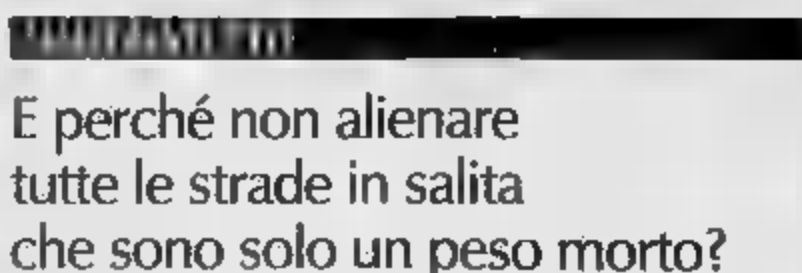 E perché non alienare
tutte le strade in salita
che sono solo un peso morto?